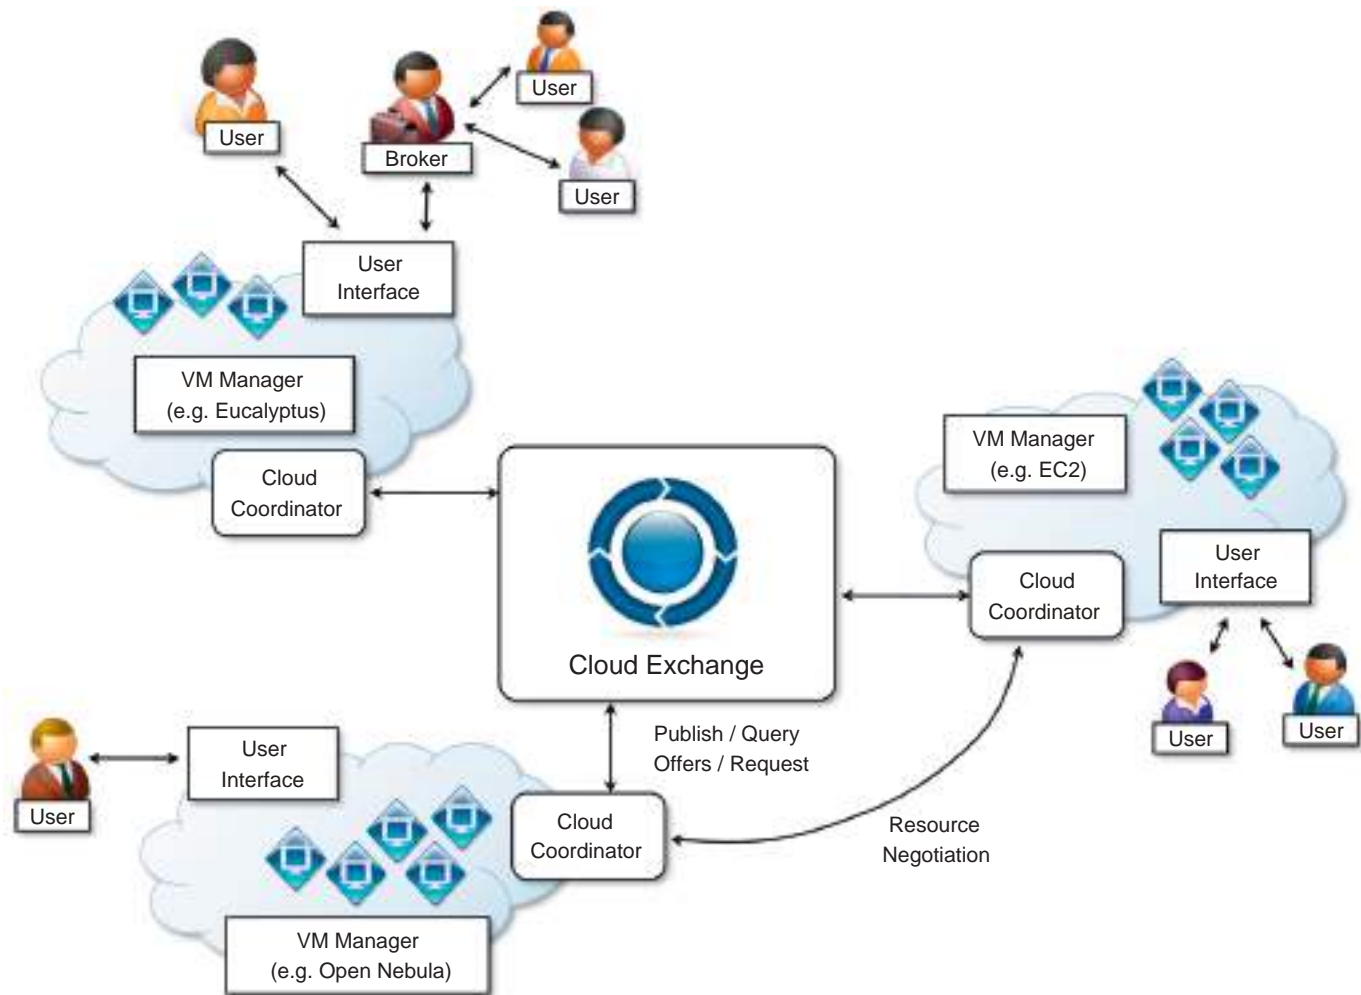 User
User
Broker
User
User
Interface
VM Manager
(e.g. Eucalyptus)
Cloud
Coordinator
Cloud Exchange
VM Manager
(e.g. EC2)
User
Interface
Cloud
Coordinator
User
User
Publish / Query
Offers / Request
User
Interface
User
Cloud
Coordinator
Resource
Negotiation
VM Manager
(e.g. Open Nebula)